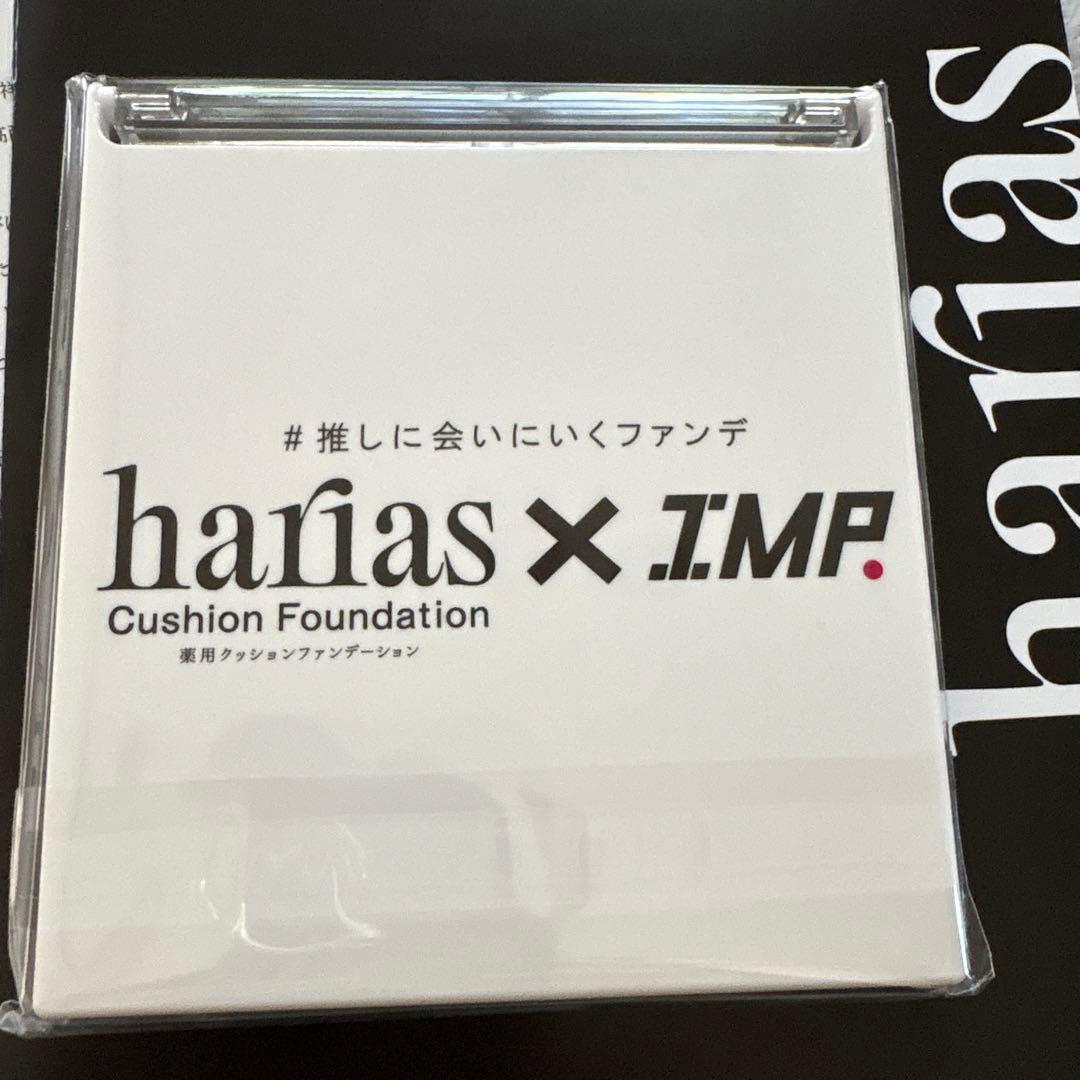 #推しに会いにいくファンデ
harias × IMP.
Cushion Foundation
薬用クッションファンデーション
harias